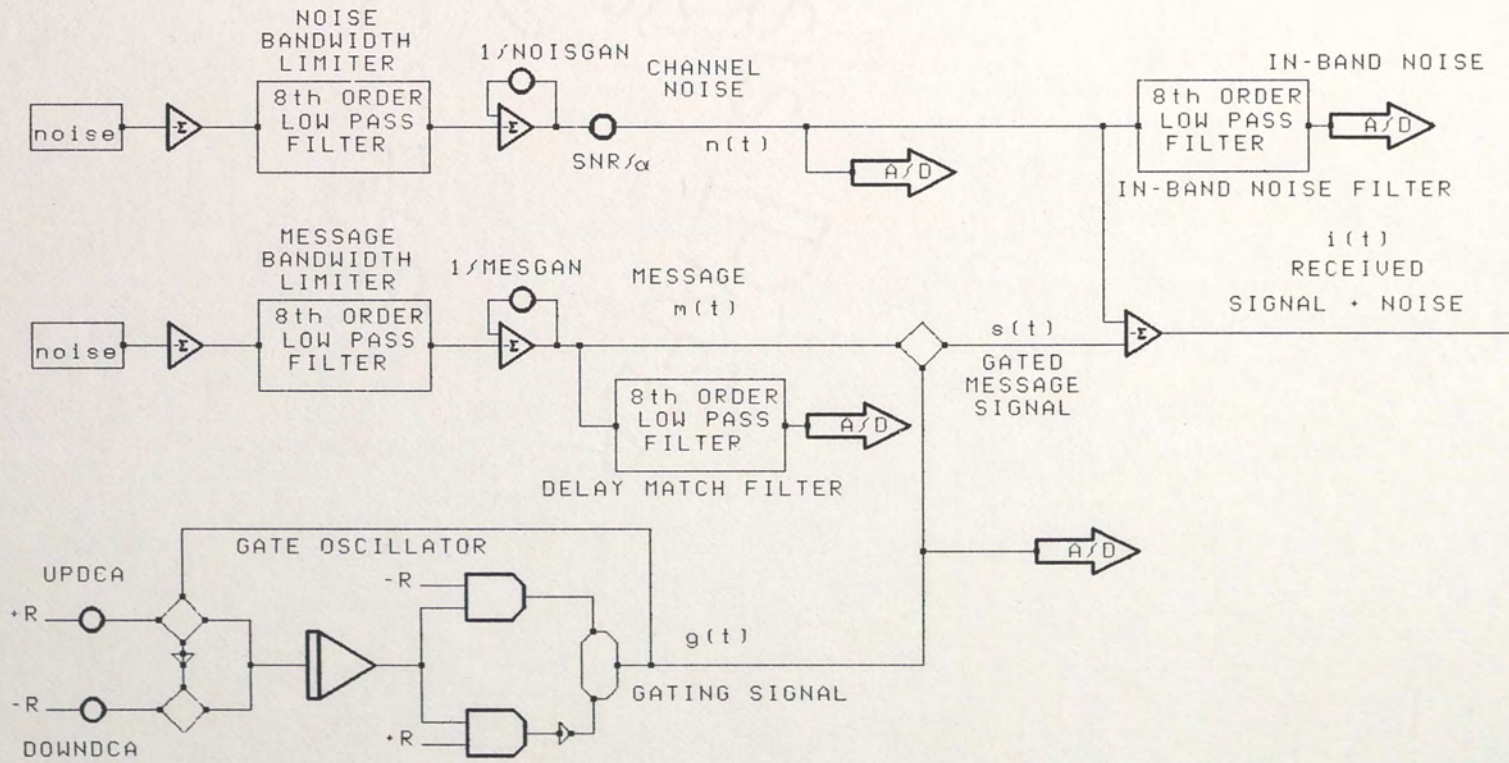 NOISE
BANDWIDTH
LIMITER
8th ORDER
LOW PASS
FILTER
noise
-Σ
1/NOISGAN
-Σ
SNR/α
CHANNEL
NOISE
n(t)
A/D
IN-BAND NOISE
8th ORDER
LOW PASS
FILTER
A/D
IN-BAND NOISE FILTER
MESSAGE
BANDWIDTH
LIMITER
8th ORDER
LOW PASS
FILTER
noise
-Σ
1/MESGAN
-Σ
MESSAGE
m(t)
8th ORDER
LOW PASS
FILTER
A/D
DELAY MATCH FILTER
s(t)
GATED
MESSAGE
SIGNAL
-Σ
i(t)
RECEIVED
SIGNAL + NOISE
A/D
GATE OSCILLATOR
UPDCA
+R
-R
DOWNDCA
-R
+R
g(t)
GATING SIGNAL